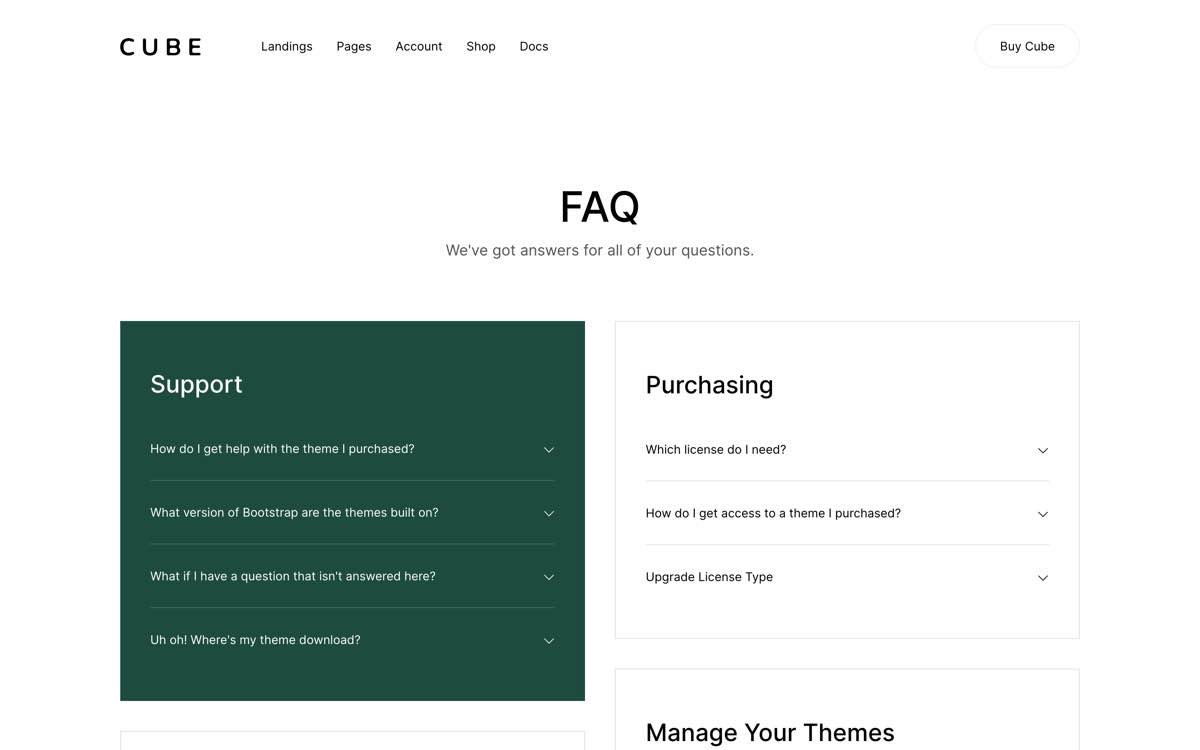 CUBE
Landings
Pages
Account
Shop
Docs
Buy Cube
FAQ
We've got answers for all of your questions.
Support
How do I get help with the theme I purchased?
What version of Bootstrap are the themes built on?
What if I have a question that isn't answered here?
Uh oh! Where's my theme download?
Purchasing
Which license do I need?
How do I get access to a theme I purchased?
Upgrade License Type
Manage Your Themes